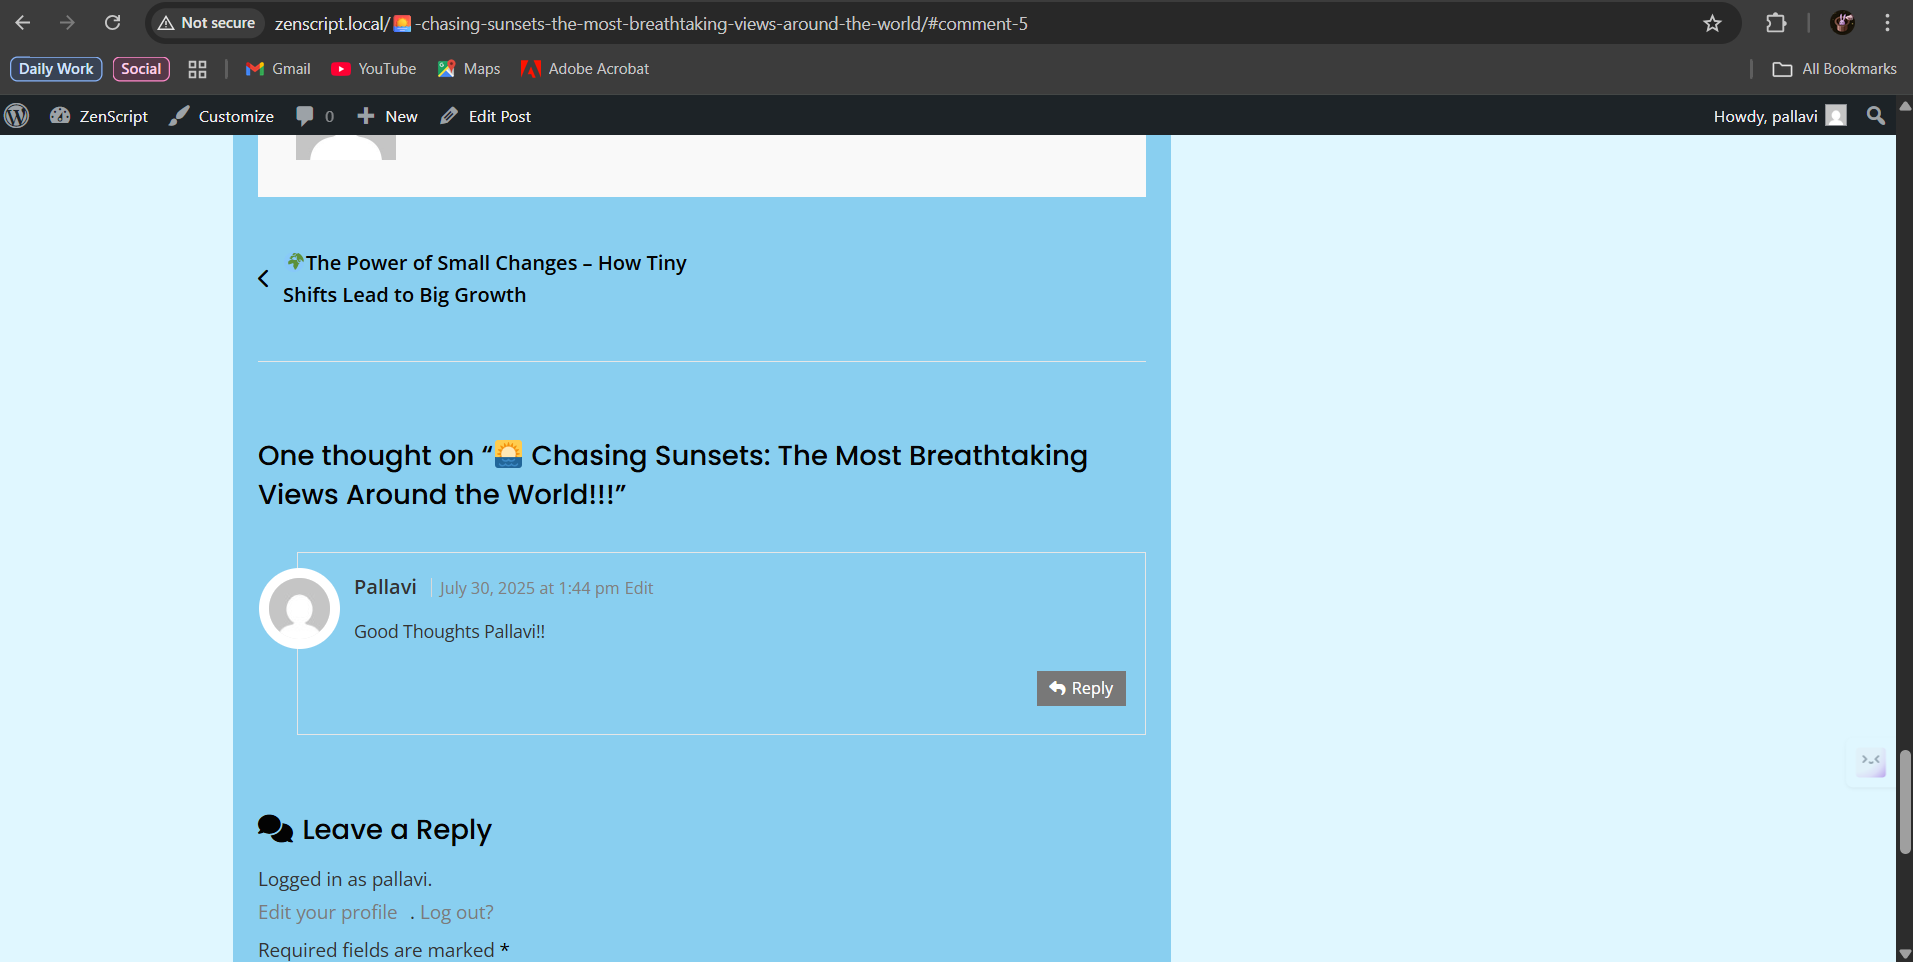 Not secure zenscript.local/🌅-chasing-sunsets-the-most-breathtaking-views-around-the-world/#comment-5
Daily Work Social Gmail YouTube Maps Adobe Acrobat All Bookmarks
ZenScript Customize 0 New Edit Post Howdy, pallavi
🌴The Power of Small Changes – How Tiny
Shifts Lead to Big Growth
One thought on “🌅 Chasing Sunsets: The Most Breathtaking
Views Around the World!!!”
Pallavi July 30, 2025 at 1:44 pm Edit
Good Thoughts Pallavi!!
Reply
Leave a Reply
Logged in as pallavi.
Edit your profile . Log out?
Required fields are marked *